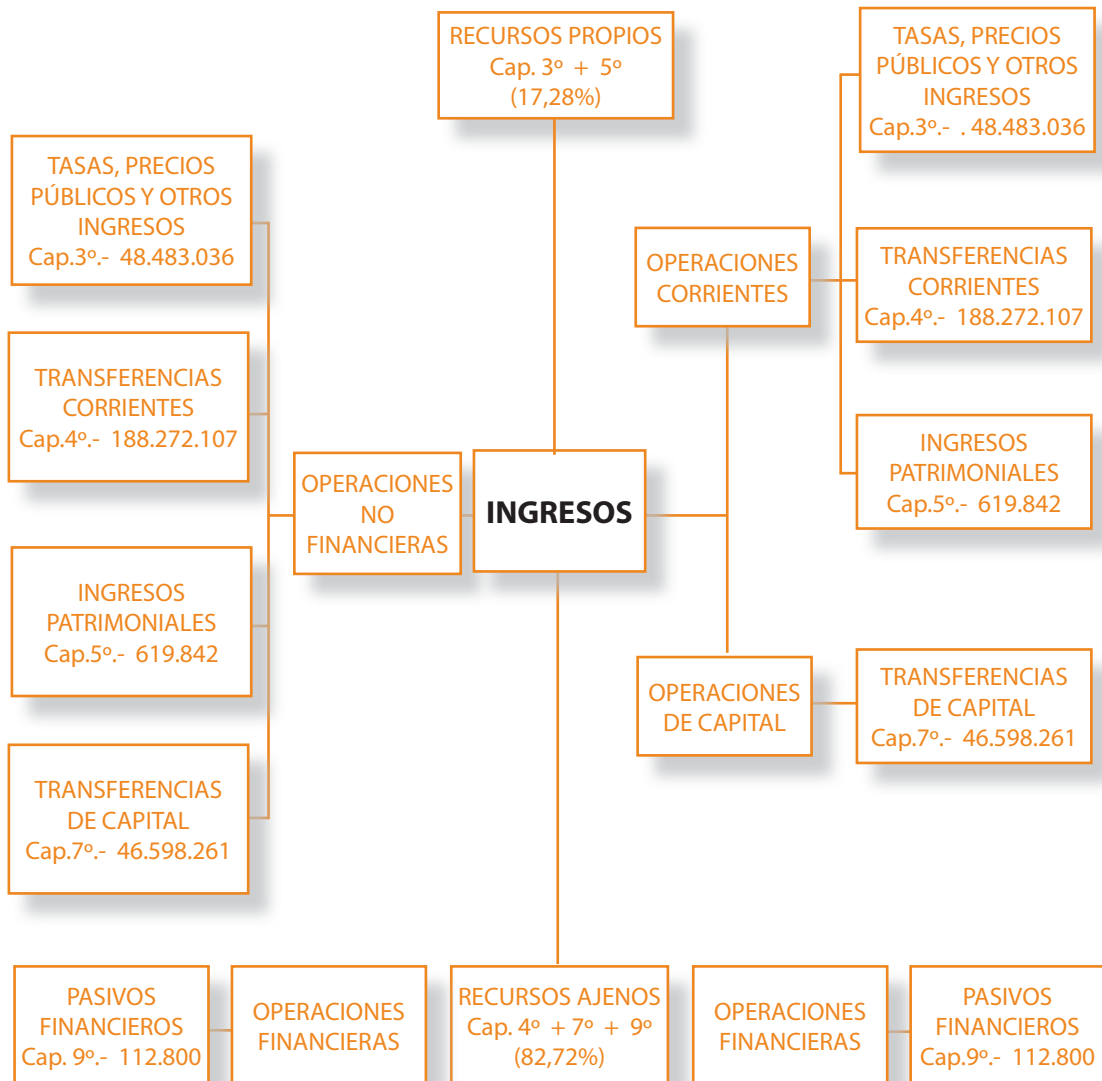 RECURSOS PROPIOS
Cap. 3º + 5º
(17,28%)
TASAS, PRECIOS
PÚBLICOS Y OTROS
INGRESOS
Cap.3º.- . 48.483.036
TASAS, PRECIOS
PÚBLICOS Y OTROS
INGRESOS
Cap.3º.- 48.483.036
OPERACIONES
CORRIENTES
TRANSFERENCIAS
CORRIENTES
Cap.4º.- 188.272.107
TRANSFERENCIAS
CORRIENTES
Cap.4º.- 188.272.107
INGRESOS
PATRIMONIALES
Cap.5º.- 619.842
OPERACIONES
NO
FINANCIERAS
INGRESOS
INGRESOS
PATRIMONIALES
Cap.5º.- 619.842
OPERACIONES
DE CAPITAL
TRANSFERENCIAS
DE CAPITAL
Cap.7º.- 46.598.261
TRANSFERENCIAS
DE CAPITAL
Cap.7º.- 46.598.261
PASIVOS
FINANCIEROS
Cap. 9º.- 112.800
OPERACIONES
FINANCIERAS
RECURSOS AJENOS
Cap. 4º + 7º + 9º
(82,72%)
OPERACIONES
FINANCIERAS
PASIVOS
FINANCIEROS
Cap.9º.- 112.800